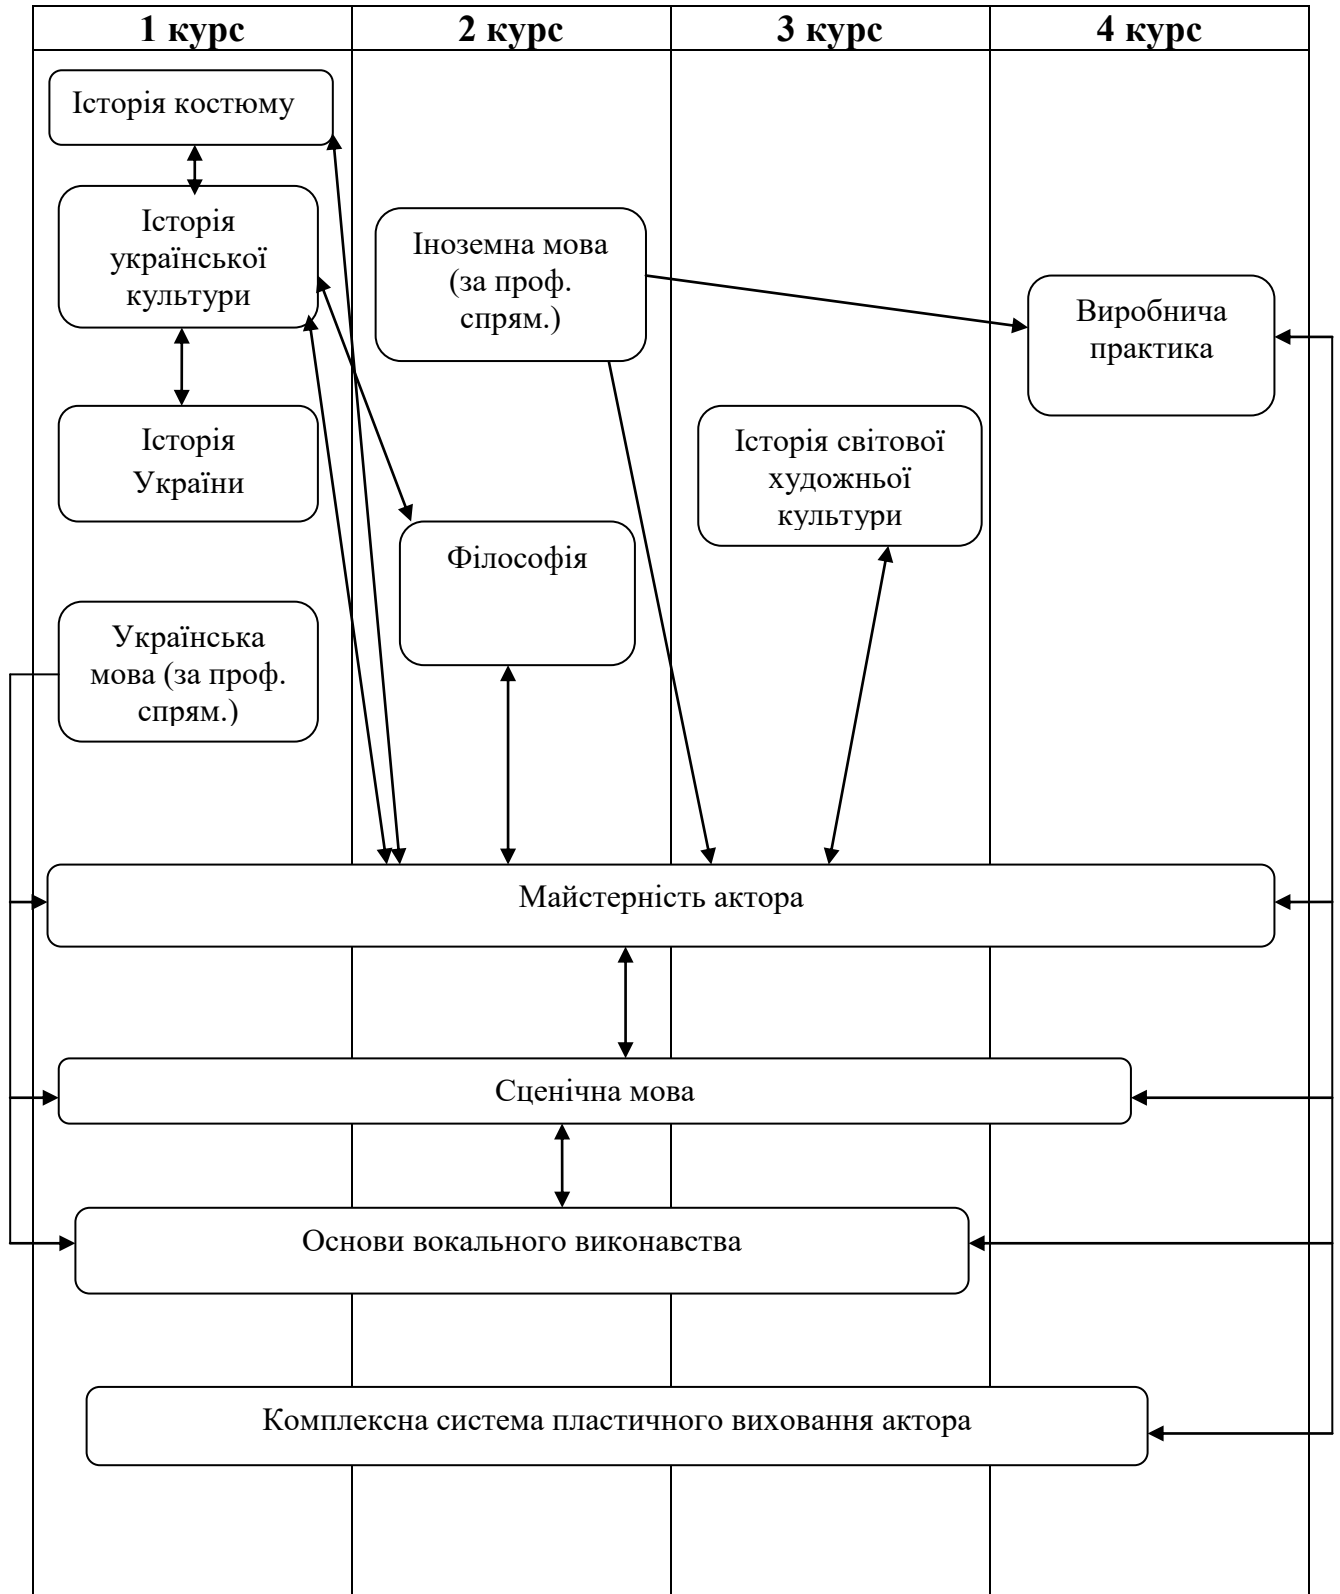 1 курс
2 курс
3 курс
4 курс
Історія костюму
Історія
української
культури
Іноземна мова
(за проф.
спрям.)
Виробнича
практика
Історія
України
Історія світової
художньої
культури
Філософія
Українська
мова (за проф.
спрям.)
Майстерність актора
Сценічна мова
Основи вокального виконавства
Комплексна система пластичного виховання актора